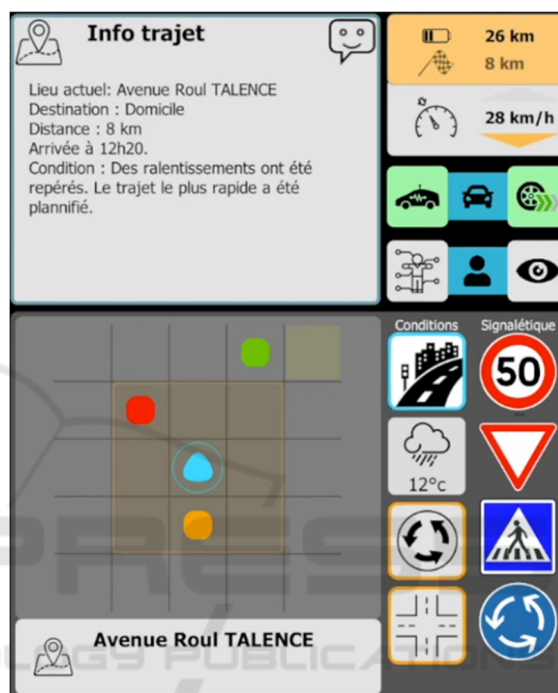 Info trajet
Lieu actuel: Avenue Roul TALENCE
Destination : Domicile
Distance : 8 km
Arrivée à 12h20.
Condition : Des ralentissements ont été
repérés. Le trajet le plus rapide a été
plannifié.
26 km
8 km
28 km/h
Conditions
Signalétique
50
12°c
Avenue Roul TALENCE